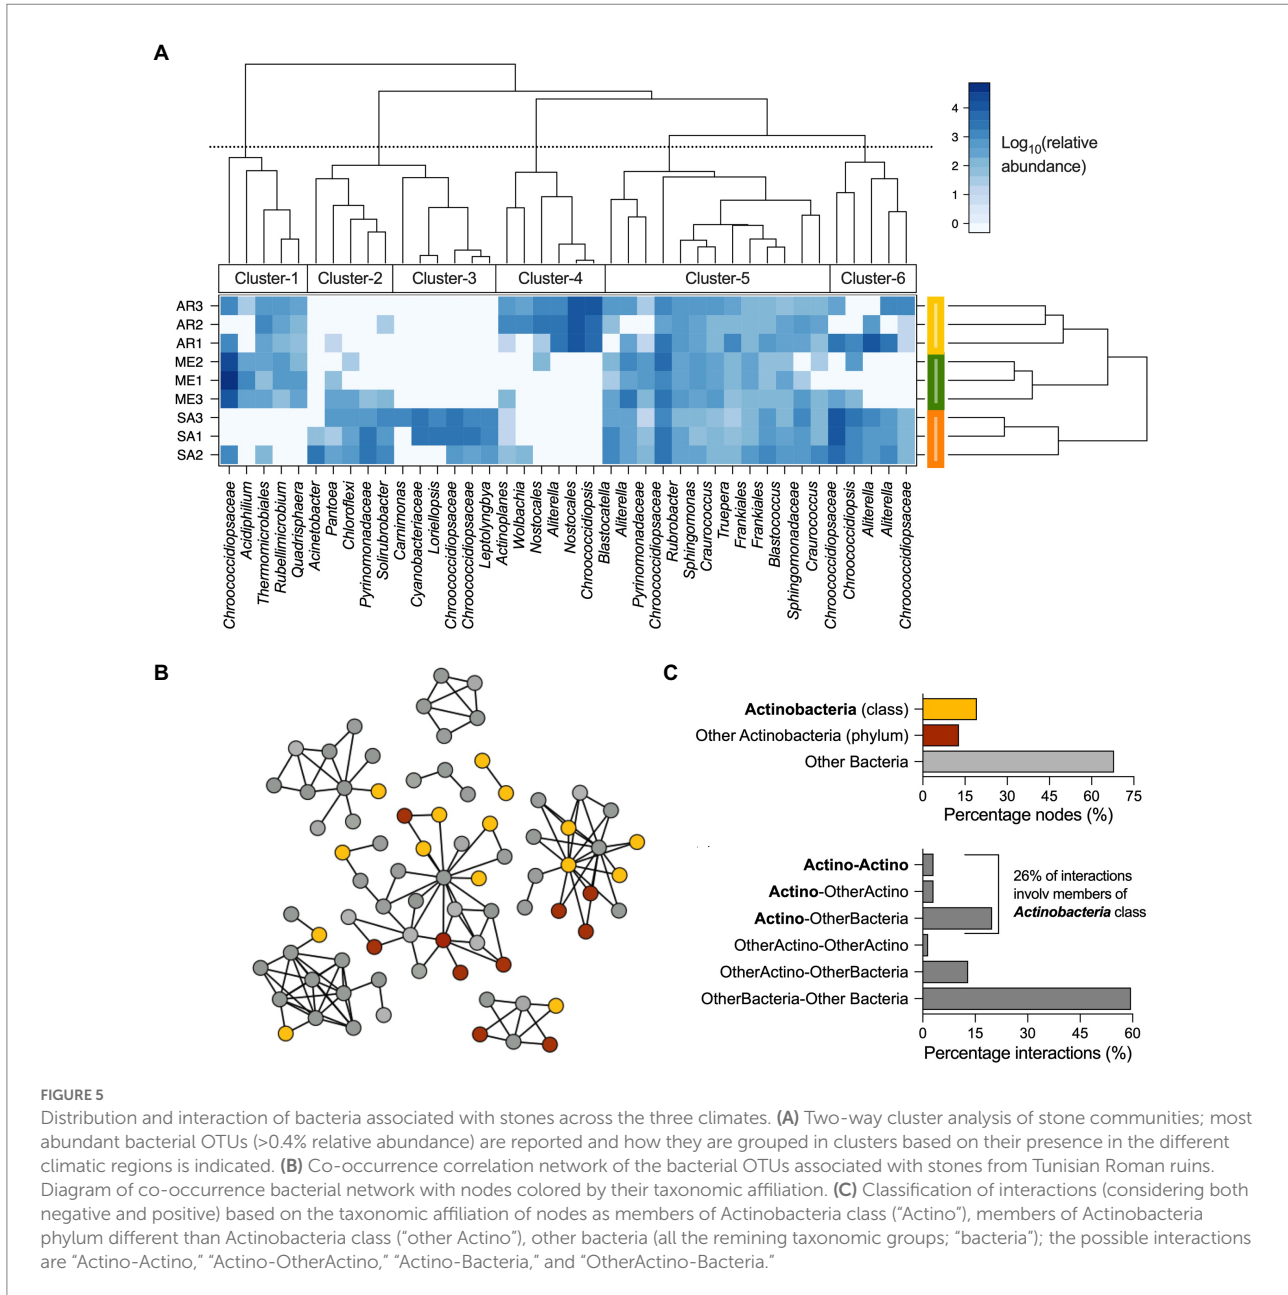 A
4
3
2
1
0
Log10(relative
abundance)
Cluster-1
Cluster-2
Cluster-3
Cluster-4
Cluster-5
Cluster-6
AR3
AR2
AR1
ME2
ME1
ME3
SA3
SA1
SA2
Chroococcidiopsaceae
Acidiphilium
Thermomicrobiales
Rubellimicrobium
Quadrisphaera
Acinetobacter
Pantoea
Chloroflexi
Pyrinomonadaceae
Solirubrobacter
Carnimonas
Cyanobacteriaceae
Loriellopsis
Chroococcidiopsaceae
Chroococcidiopsaceae
Leptolyngbya
Actinoplanes
Wolbachia
Nostocales
Aliterella
Nostocales
Chroococcidiopsis
Blastocatella
Aliterella
Pyrinomonadaceae
Chroococcidiopsaceae
Rubrobacter
Sphingomonas
Craurococcus
Truepera
Frankiales
Frankiales
Blastococcus
Sphingomonadaceae
Craurococcus
Chroococcidiopsaceae
Chroococcidiopsis
Aliterella
Aliterella
Chroococcidiopsaceae
B
C
Actinobacteria (class)
Other Actinobacteria (phylum)
Other Bacteria
0 15 30 45 60 75
Percentage nodes (%)
Actino-Actino
Actino-OtherActino
Actino-OtherBacteria
OtherActino-OtherActino
OtherActino-OtherBacteria
OtherBacteria-Other Bacteria
26% of interactions
involv members of
Actinobacteria class
0 15 30 45 60
Percentage interactions (%)
FIGURE 5
Distribution and interaction of bacteria associated with stones across the three climates. (A) Two-way cluster analysis of stone communities; most
abundant bacterial OTUs (>0.4% relative abundance) are reported and how they are grouped in clusters based on their presence in the different
climatic regions is indicated. (B) Co-occurrence correlation network of the bacterial OTUs associated with stones from Tunisian Roman ruins.
Diagram of co-occurrence bacterial network with nodes colored by their taxonomic affiliation. (C) Classification of interactions (considering both
negative and positive) based on the taxonomic affiliation of nodes as members of Actinobacteria class (“Actino”), members of Actinobacteria
phylum different than Actinobacteria class (“other Actino”), other bacteria (all the remining taxonomic groups; “bacteria”); the possible interactions
are “Actino-Actino,” “Actino-OtherActino,” “Actino-Bacteria,” and “OtherActino-Bacteria.”